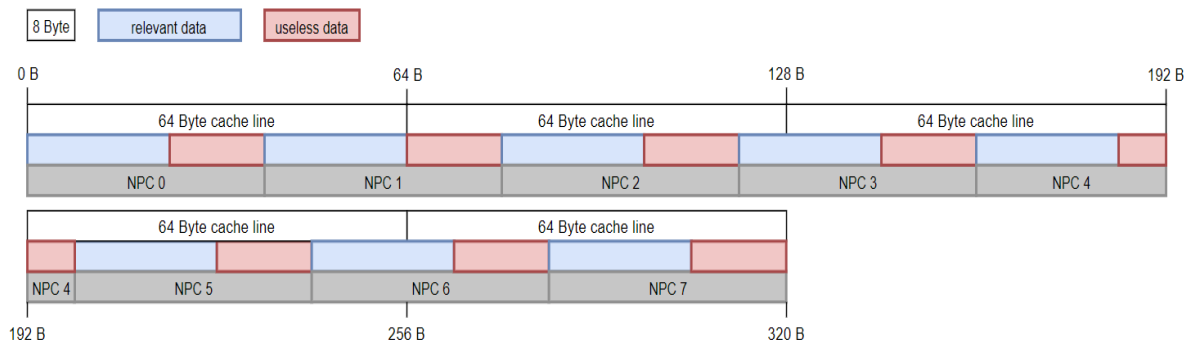 8 Byte relevant data useless data
0 B 64 B 128 B 192 B
64 Byte cache line 64 Byte cache line 64 Byte cache line
NPC 0 NPC 1 NPC 2 NPC 3 NPC 4
64 Byte cache line 64 Byte cache line
NPC 4 NPC 5 NPC 6 NPC 7
192 B 256 B 320 B